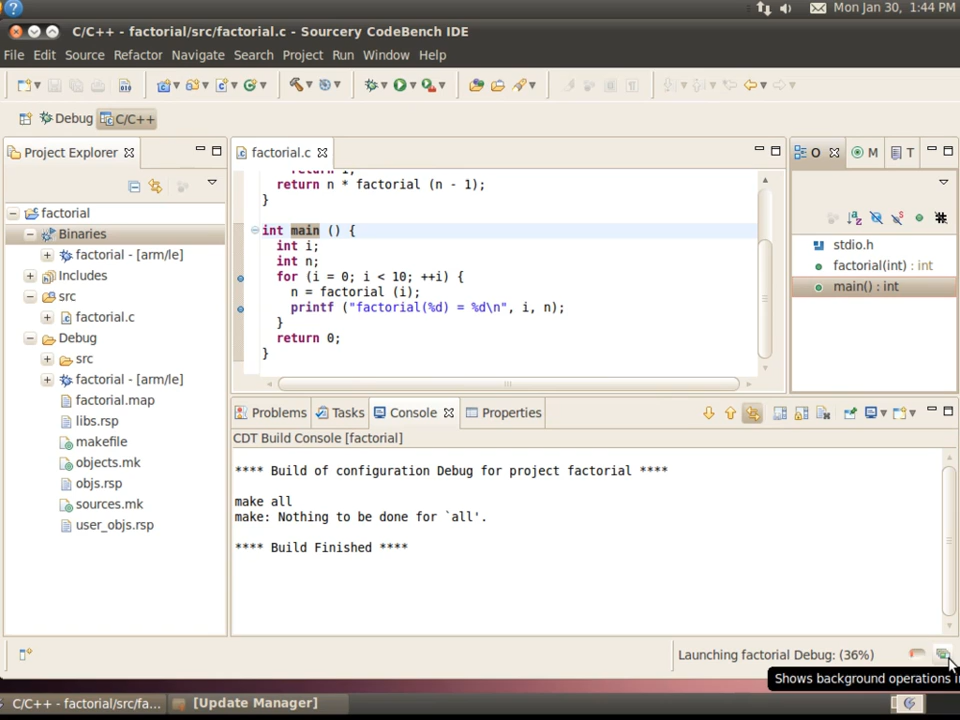 Mon Jan 30, 1:44 PM
C/C++ - factorial/src/factorial.c - Sourcery CodeBench IDE
File Edit Source Refactor Navigate Search Project Run Window Help
Debug C/C++
Project Explorer
factorial
Binaries
factorial - [arm/le]
Includes
src
factorial.c
Debug
src
factorial - [arm/le]
factorial.map
libs.rsp
makefile
objects.mk
objs.rsp
sources.mk
user_objs.rsp
factorial.c
return n * factorial (n - 1);
}
int main () {
int i;
int n;
for (i = 0; i < 10; ++i) {
n = factorial (i);
printf ("factorial(%d) = %d\n", i, n);
}
return 0;
}
O M T
stdio.h
factorial(int) : int
main() : int
Problems Tasks Console Properties
CDT Build Console [factorial]
**** Build of configuration Debug for project factorial ****
make all
make: Nothing to be done for `all'.
**** Build Finished ****
Launching factorial Debug: (36%)
Shows background operations i
C/C++ - factorial/src/fa... [Update Manager]